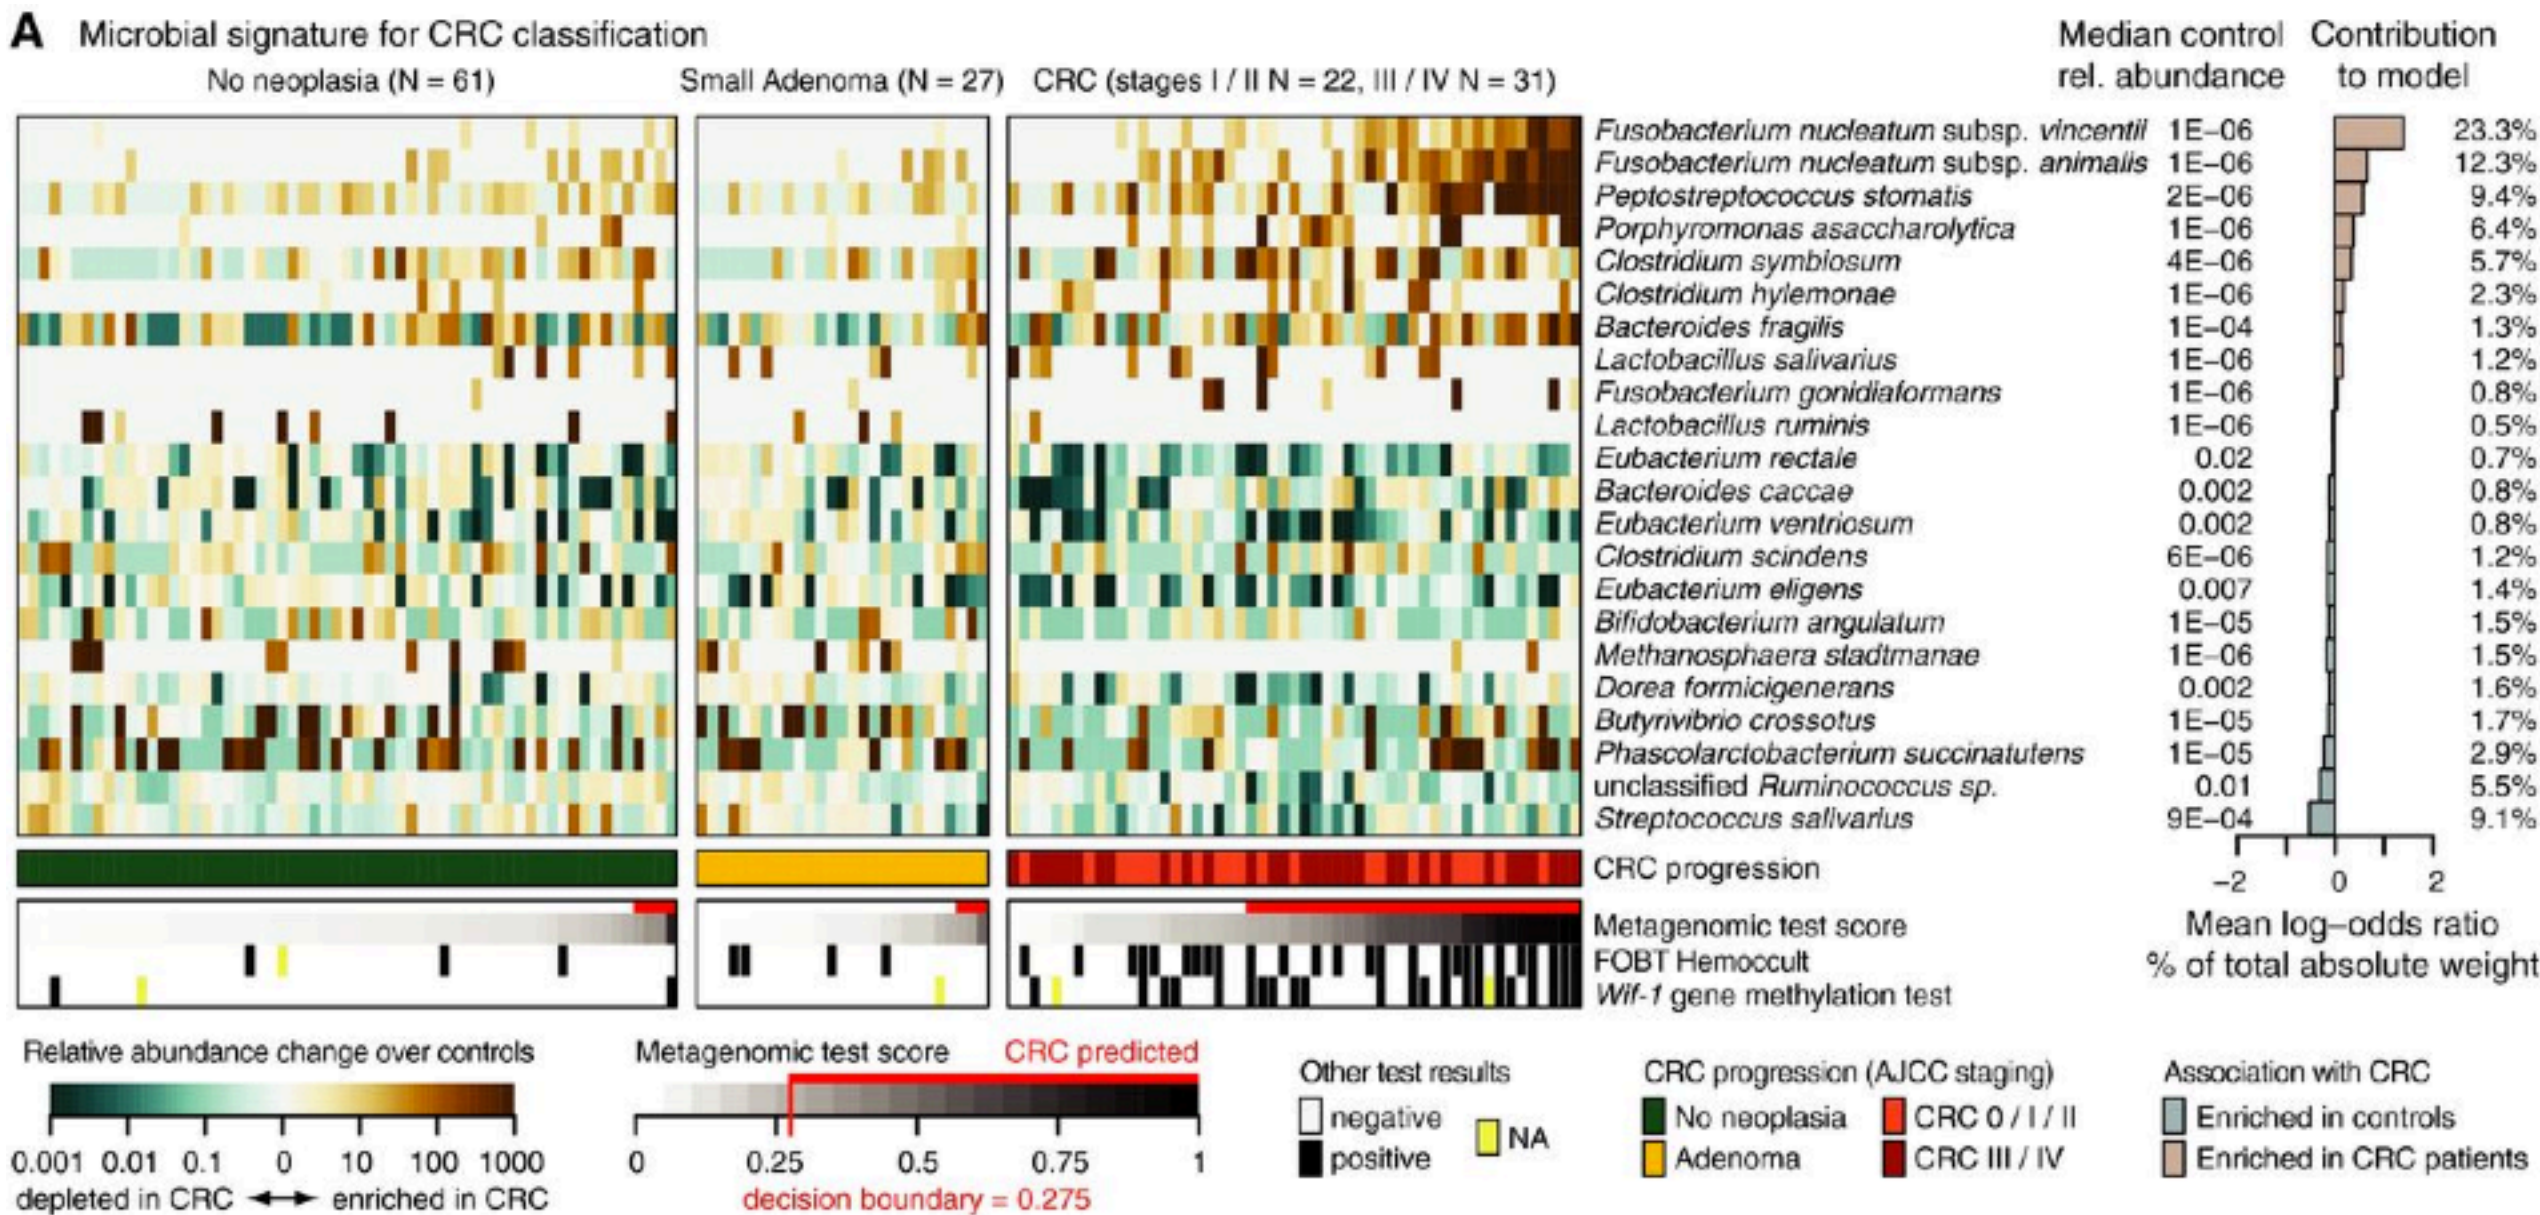 A Microbial signature for CRC classification
Median control rel. abundance
Contribution to model
No neoplasia (N = 61)
Small Adenoma (N = 27)
CRC (stages I / II N = 22, III / IV N = 31)
Fusobacterium nucleatum subsp. vincentii 1E−06 23.3%
Fusobacterium nucleatum subsp. animalis 1E−06 12.3%
Peptostreptococcus stomatis 2E−06 9.4%
Porphyromonas asaccharolytica 1E−06 6.4%
Clostridium symbiosum 4E−06 5.7%
Clostridium hylemonae 1E−06 2.3%
Bacteroides fragilis 1E−04 1.3%
Lactobacillus salivarius 1E−06 1.2%
Fusobacterium gonidiaformans 1E−06 0.8%
Lactobacillus ruminis 1E−06 0.5%
Eubacterium rectale 0.02 0.7%
Bacteroides caccae 0.002 0.8%
Eubacterium ventriosum 0.002 0.8%
Clostridium scindens 6E−06 1.2%
Eubacterium eligens 0.007 1.4%
Bifidobacterium angulatum 1E−05 1.5%
Methanosphaera stadtmanae 1E−06 1.5%
Dorea formicigenerans 0.002 1.6%
Butyrivibrio crossotus 1E−05 1.7%
Phascolarctobacterium succinatutens 1E−05 2.9%
unclassified Ruminococcus sp. 0.01 5.5%
Streptococcus salivarius 9E−04 9.1%
CRC progression
−2 0 2
Metagenomic test score
Mean log−odds ratio
FOBT Hemoccult
% of total absolute weight
Wif-1 gene methylation test
Relative abundance change over controls
0.001 0.01 0.1 0 10 100 1000
depleted in CRC ↔ enriched in CRC
Metagenomic test score CRC predicted
0 0.25 0.5 0.75 1
decision boundary = 0.275
Other test results
negative
positive
NA
CRC progression (AJCC staging)
No neoplasia
Adenoma
CRC 0 / I / II
CRC III / IV
Association with CRC
Enriched in controls
Enriched in CRC patients